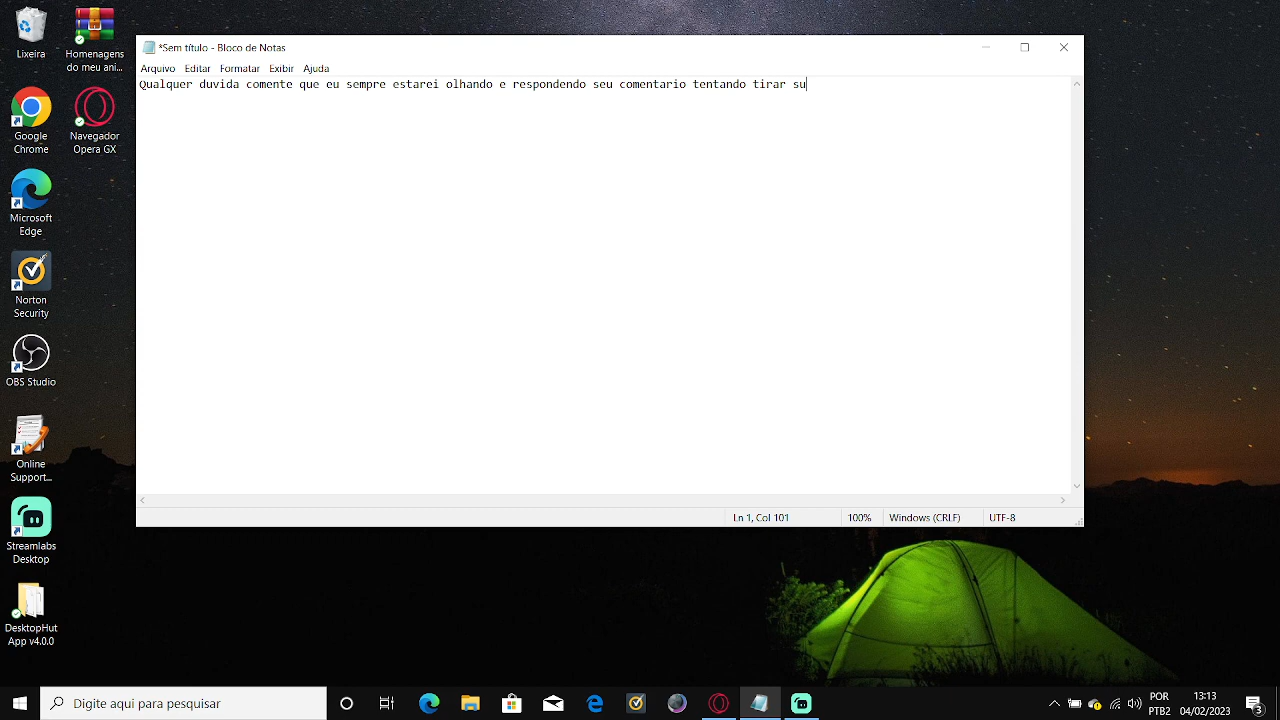 Lixeira
Homenagens
do meu ani...
Google
Chrome
Navegador
Opera GX
Microsoft
Edge
Norton
Security
OBS Studio
Online
Support...
Streamlabs
Desktop
DesktopHut
App v4.0.0
*Sem título - Bloco de Notas
Arquivo Editar Formatar Exibir Ajuda
Qualquer duvida comente que eu sempre estarei olhando e respondendo seu comentario tentando tirar su
Ln 1, Col 101 100% Windows (CRLF) UTF-8
Digite aqui para pesquisar
POR
PTB2
13:13
04/02/2023
3